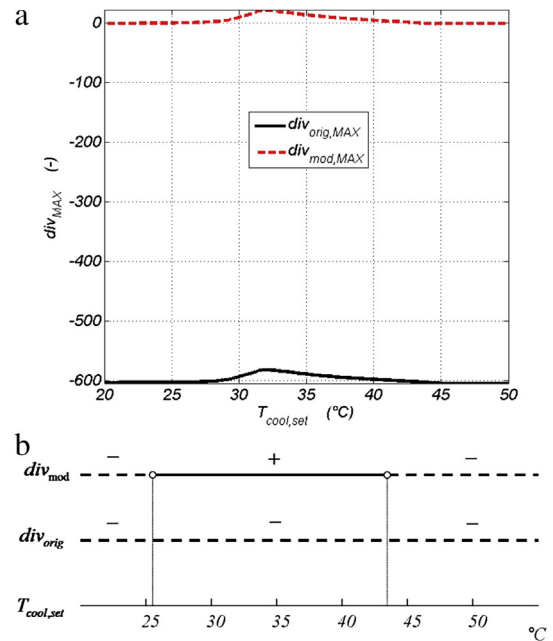 a
0
-100
-200
-300
-400
-500
-600
div_MAX (-)
div_orig,MAX
div_mod,MAX
20 25 30 35 40 45 50
T_cool,set (°C)
b
div_mod − + −
div_orig − − −
T_cool,set
25 30 35 40 45 50
°C